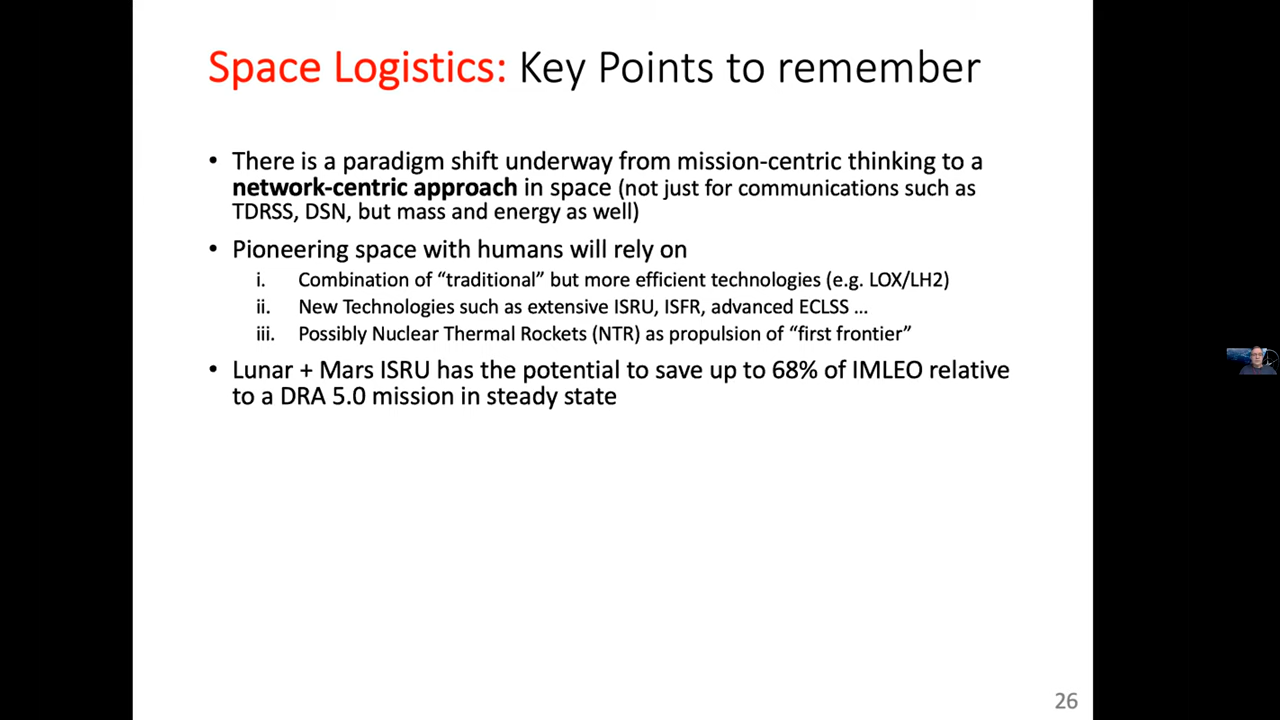 Space Logistics: Key Points to remember
• There is a paradigm shift underway from mission-centric thinking to a
network-centric approach in space (not just for communications such as
TDRSS, DSN, but mass and energy as well)
• Pioneering space with humans will rely on
i. Combination of “traditional” but more efficient technologies (e.g. LOX/LH2)
ii. New Technologies such as extensive ISRU, ISFR, advanced ECLSS ...
iii. Possibly Nuclear Thermal Rockets (NTR) as propulsion of “first frontier”
• Lunar + Mars ISRU has the potential to save up to 68% of IMLEO relative
to a DRA 5.0 mission in steady state
26